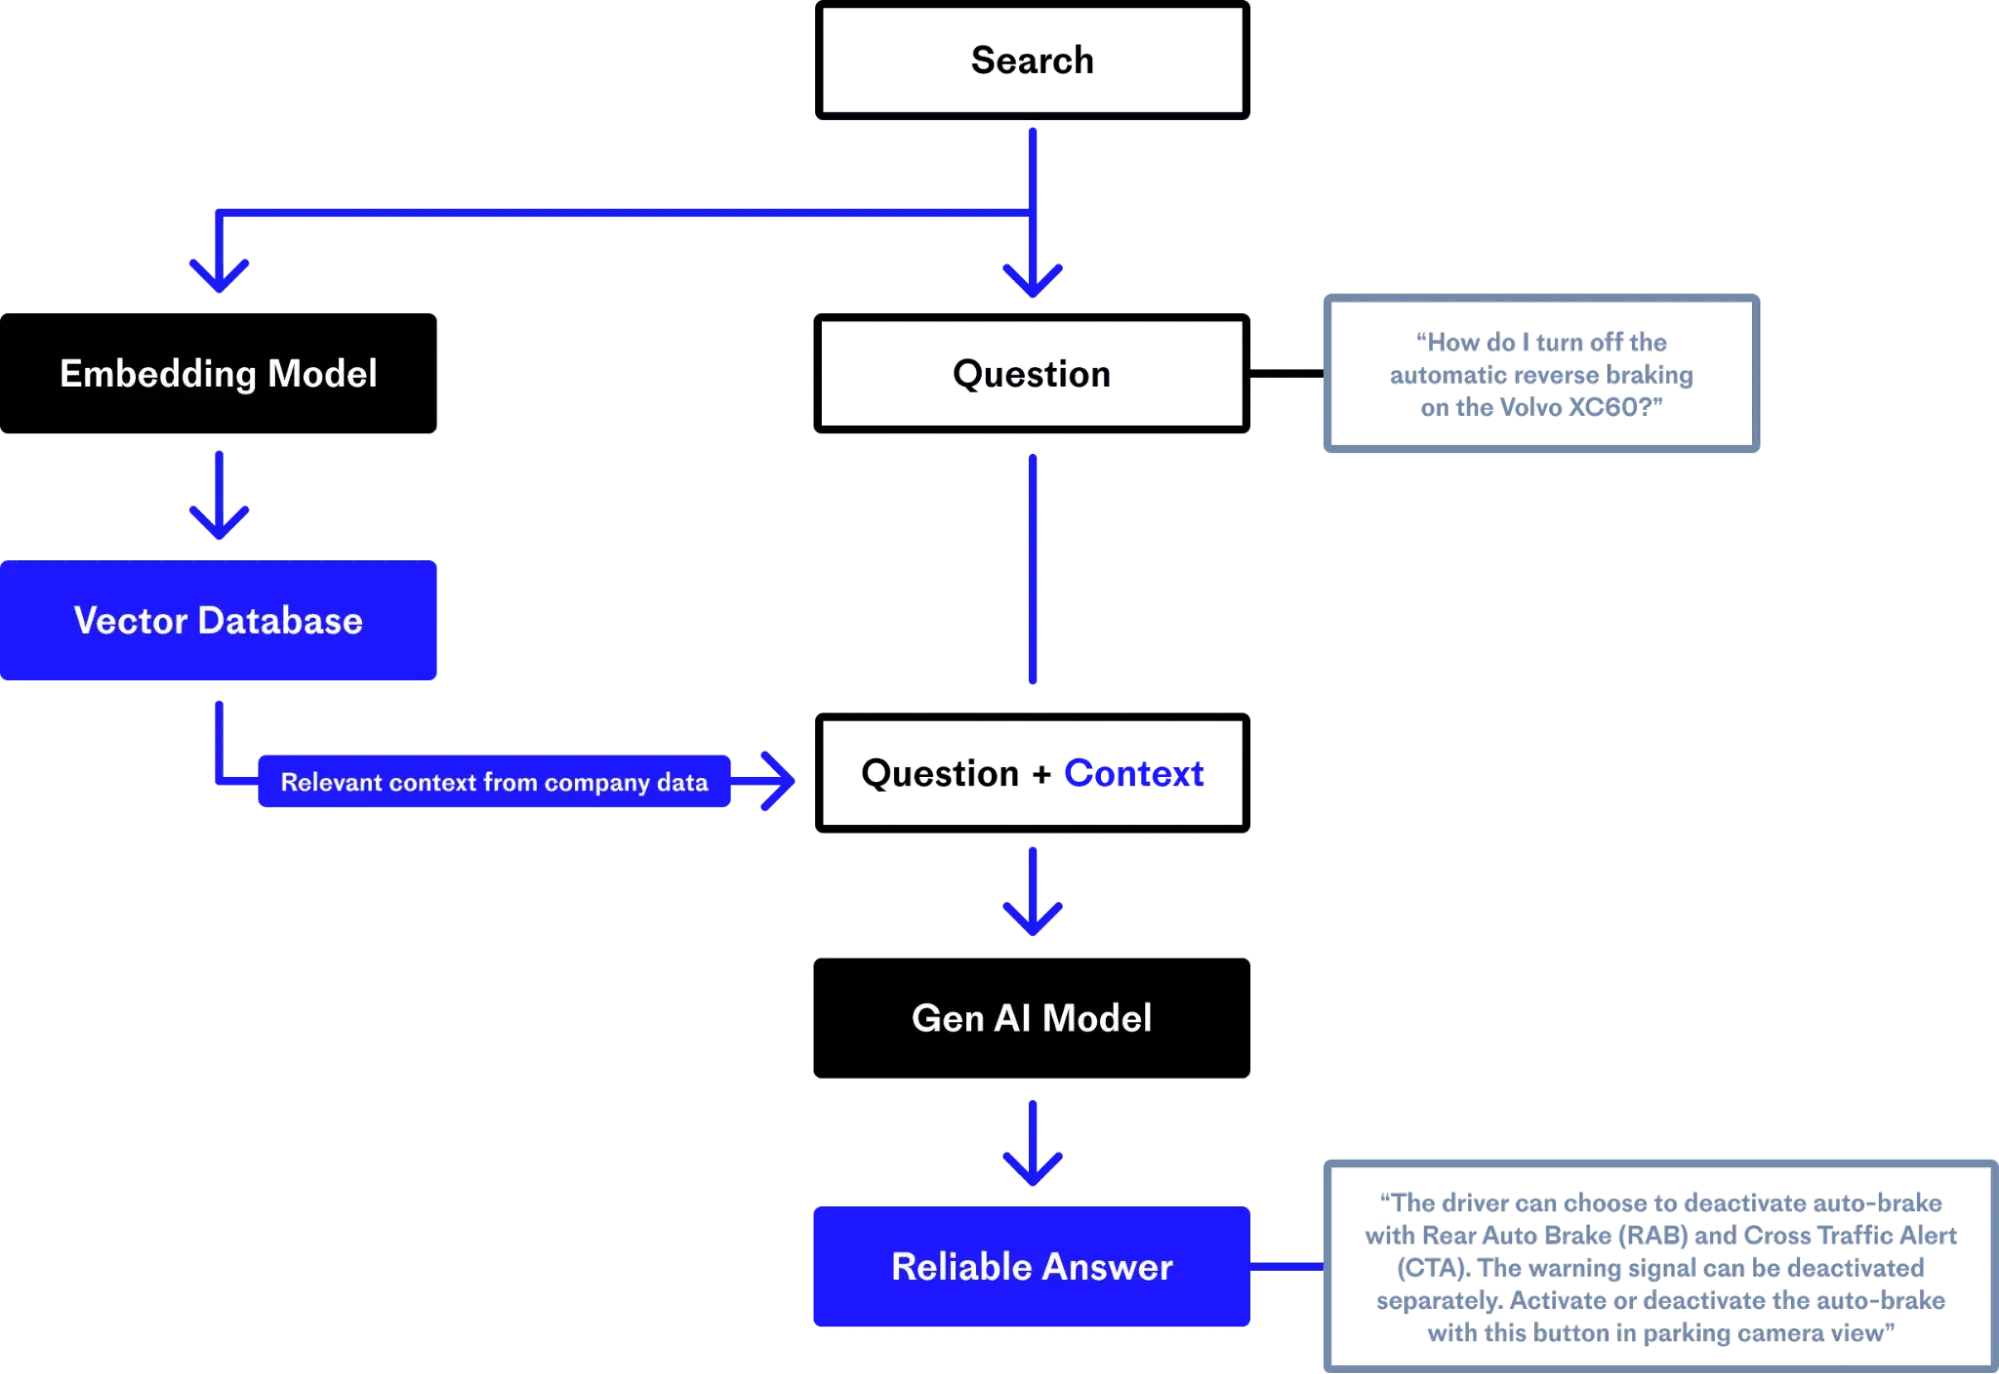 Search
Embedding Model
Question
“How do I turn off the
automatic reverse braking
on the Volvo XC60?”
Vector Database
Relevant context from company data
Question + Context
Gen AI Model
Reliable Answer
“The driver can choose to deactivate auto-brake
with Rear Auto Brake (RAB) and Cross Traffic Alert
(CTA). The warning signal can be deactivated
separately. Activate or deactivate the auto-brake
with this button in parking camera view”